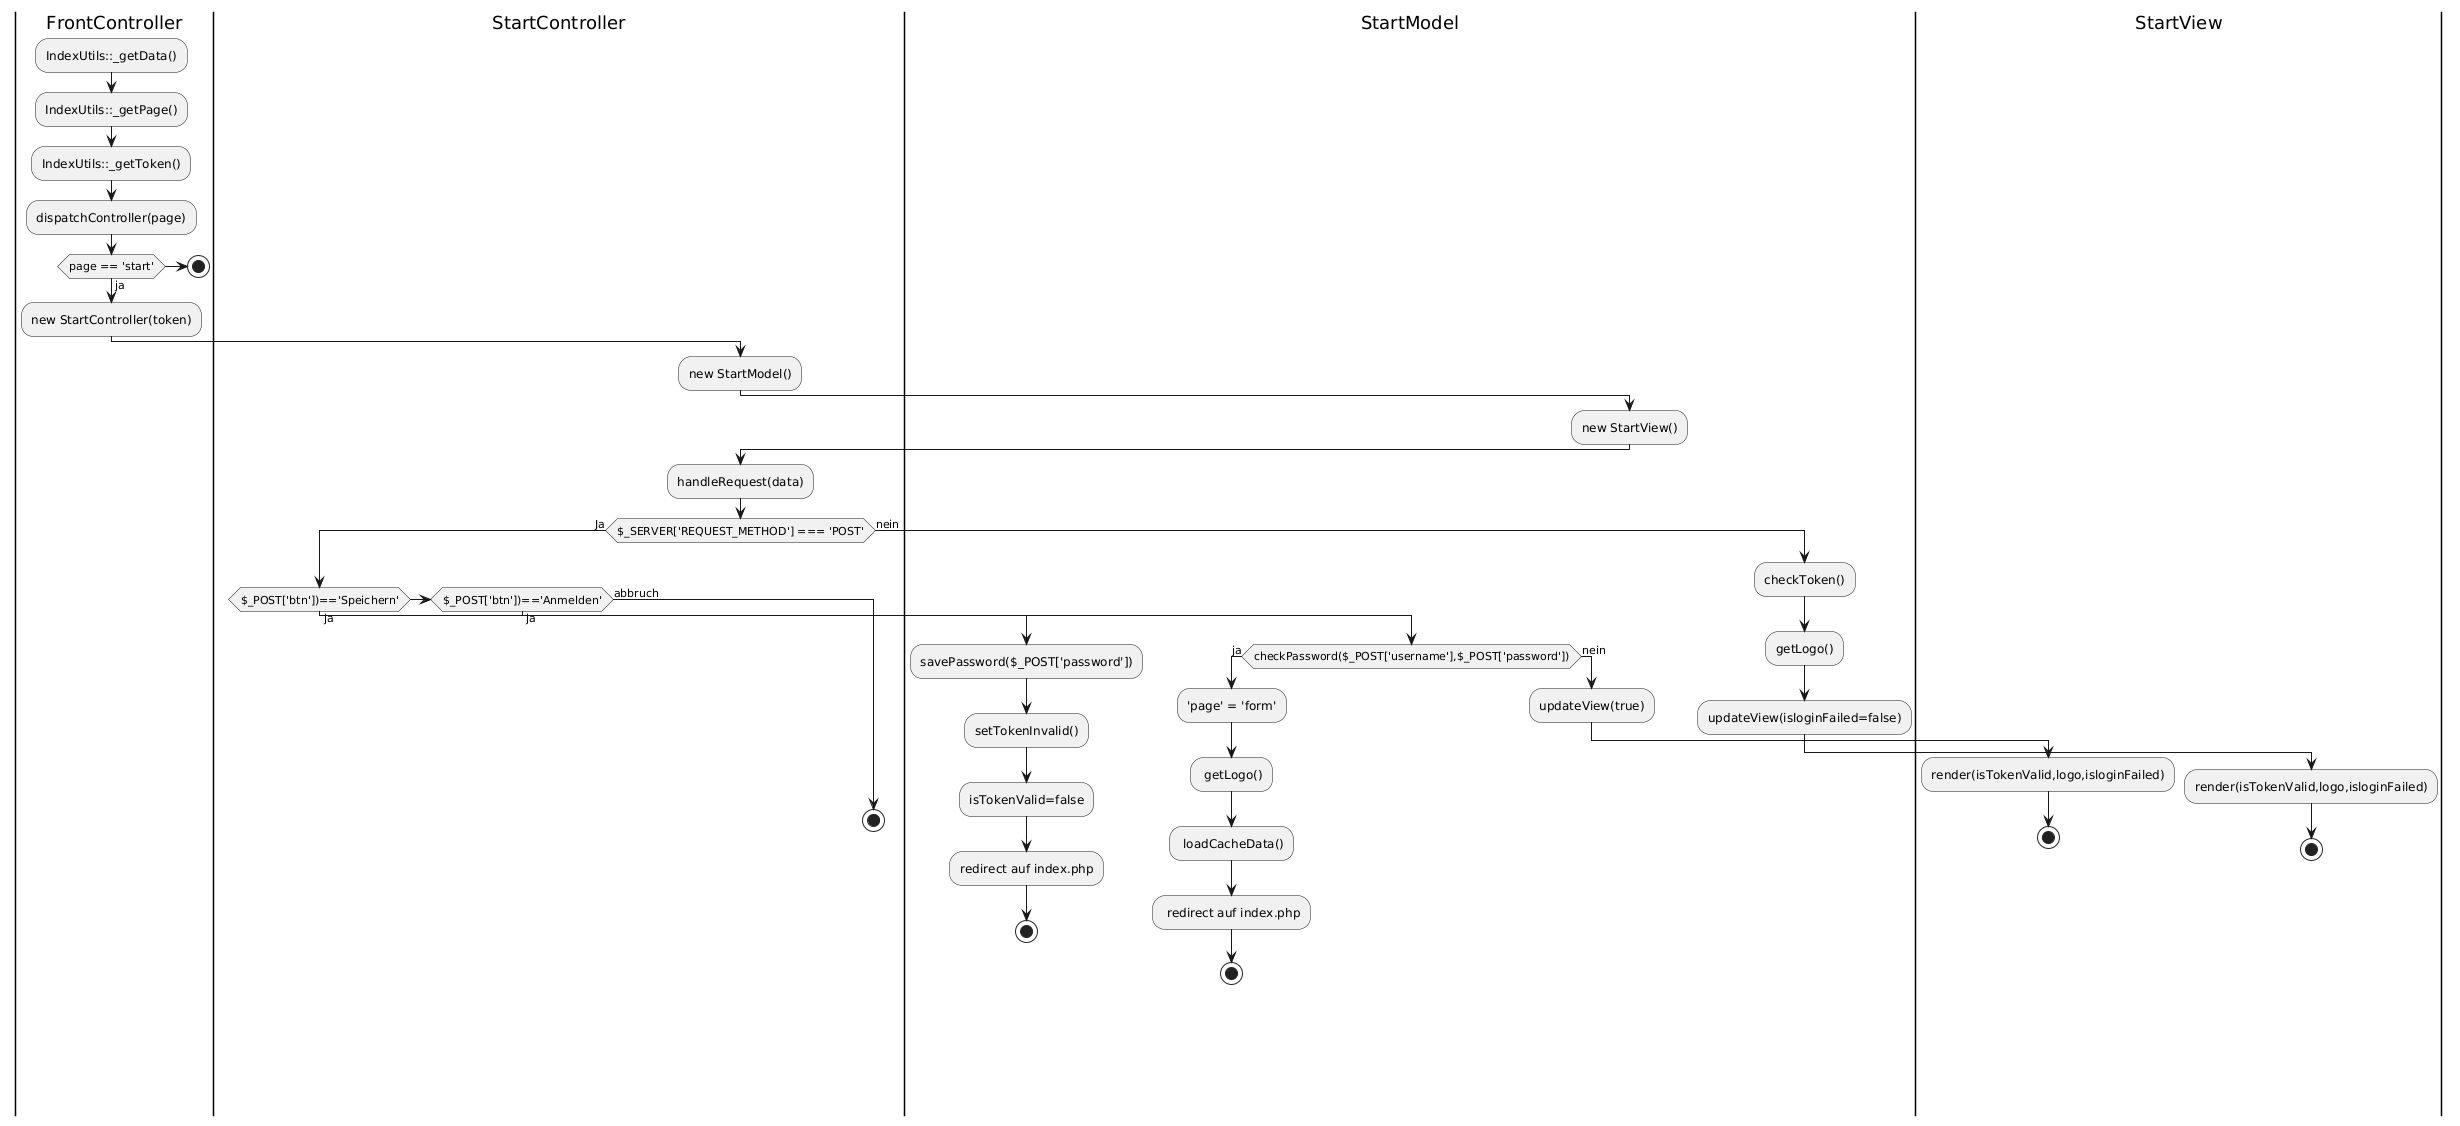 FrontController
StartController
StartModel
StartView
IndexUtils::_getData()
IndexUtils::_getPage()
IndexUtils::_getToken()
dispatchController(page)
page == 'start'
ja
new StartController(token)
new StartModel()
new StartView()
handleRequest(data)
$_SERVER['REQUEST_METHOD'] === 'POST'
Ja
nein
checkToken()
$_POST['btn'])=='Speichern'
ja
$_POST['btn'])=='Anmelden'
ja
abbruch
savePassword($_POST['password'])
checkPassword($_POST['username'],$_POST['password'])
ja
nein
getLogo()
setTokenInvalid()
'page' = 'form'
updateView(true)
updateView(isloginFailed=false)
isTokenValid=false
getLogo()
render(isTokenValid,logo,isloginFailed)
render(isTokenValid,logo,isloginFailed)
redirect auf index.php
loadCacheData()
redirect auf index.php